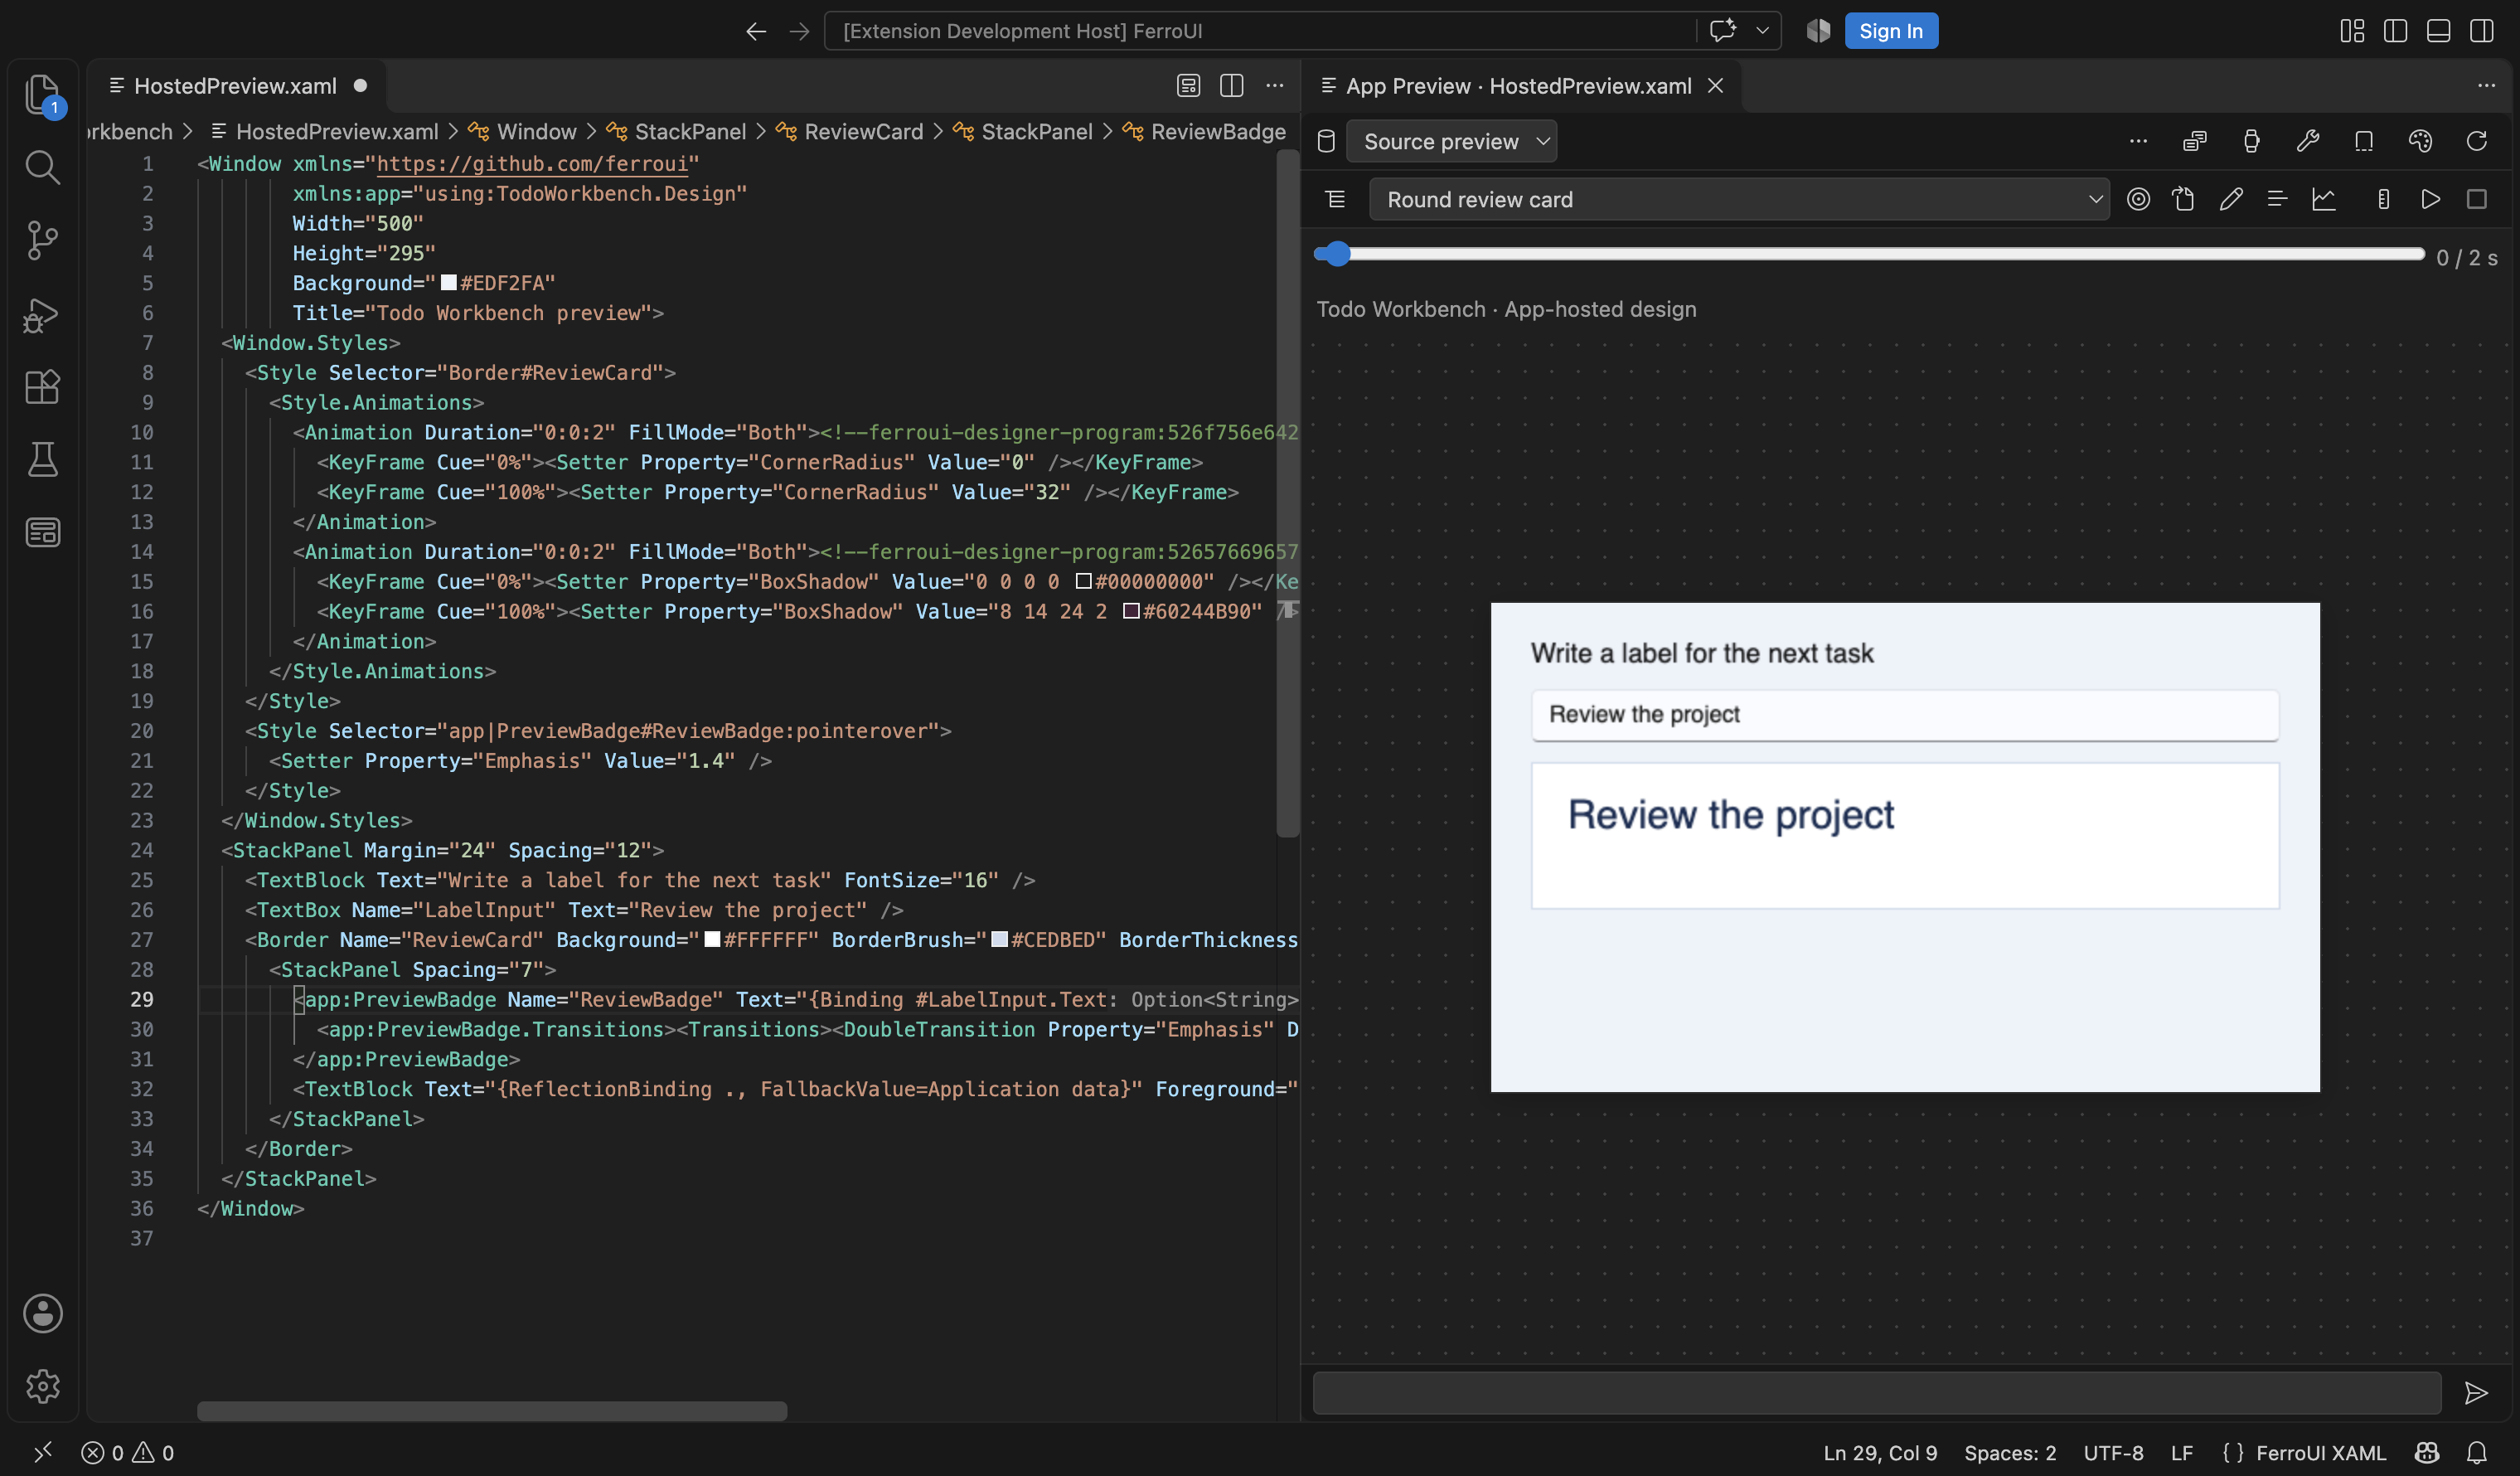 [Extension Development Host] FerroUI
Sign In
HostedPreview.xaml
App Preview · HostedPreview.xaml
1
rkbench > HostedPreview.xaml > Window > StackPanel > ReviewCard > StackPanel > ReviewBadge
Source preview
Round review card
0 / 2 s
Todo Workbench · App-hosted design
1 <Window xmlns="https://github.com/ferroui"
2 xmlns:app="using:TodoWorkbench.Design"
3 Width="500"
4 Height="295"
5 Background="#EDF2FA"
6 Title="Todo Workbench preview">
7 <Window.Styles>
8 <Style Selector="Border#ReviewCard">
9 <Style.Animations>
10 <Animation Duration="0:0:2" FillMode="Both"><!--ferroui-designer-program:526f756e642
11 <KeyFrame Cue="0%"><Setter Property="CornerRadius" Value="0" /></KeyFrame>
12 <KeyFrame Cue="100%"><Setter Property="CornerRadius" Value="32" /></KeyFrame>
13 </Animation>
14 <Animation Duration="0:0:2" FillMode="Both"><!--ferroui-designer-program:52657669657
15 <KeyFrame Cue="0%"><Setter Property="BoxShadow" Value="0 0 0 0 #00000000" /></Ke
16 <KeyFrame Cue="100%"><Setter Property="BoxShadow" Value="8 14 24 2 #60244B90" />
17 </Animation>
18 </Style.Animations>
19 </Style>
20 <Style Selector="app|PreviewBadge#ReviewBadge:pointerover">
21 <Setter Property="Emphasis" Value="1.4" />
22 </Style>
23 </Window.Styles>
24 <StackPanel Margin="24" Spacing="12">
25 <TextBlock Text="Write a label for the next task" FontSize="16" />
26 <TextBox Name="LabelInput" Text="Review the project" />
27 <Border Name="ReviewCard" Background="#FFFFFF" BorderBrush="#CEDBED" BorderThickness
28 <StackPanel Spacing="7">
29 <app:PreviewBadge Name="ReviewBadge" Text="{Binding #LabelInput.Text: Option<String>
30 <app:PreviewBadge.Transitions><Transitions><DoubleTransition Property="Emphasis" D
31 </app:PreviewBadge>
32 <TextBlock Text="{ReflectionBinding ., FallbackValue=Application data}" Foreground="
33 </StackPanel>
34 </Border>
35 </StackPanel>
36 </Window>
37
Write a label for the next task
Review the project
Review the project
0 0
Ln 29, Col 9
Spaces: 2
UTF-8
LF
{ } FerroUI XAML